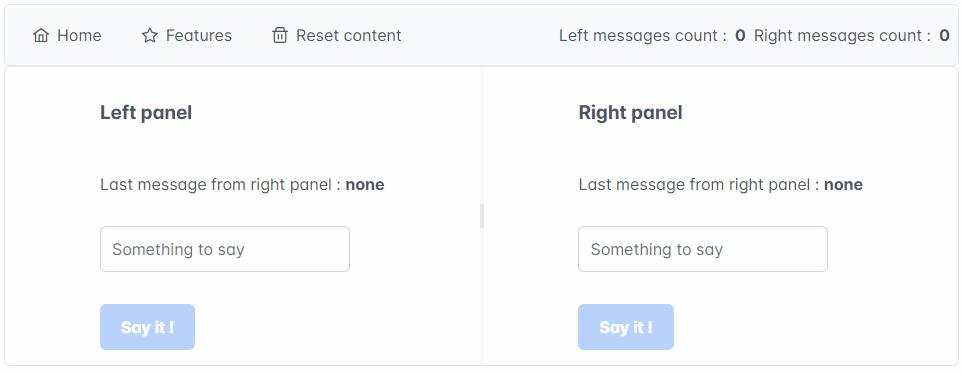 Home Features Reset content Left messages count : 0 Right messages count : 0
Left panel
Last message from right panel : none
Something to say
Say it !
Right panel
Last message from right panel : none
Something to say
Say it !